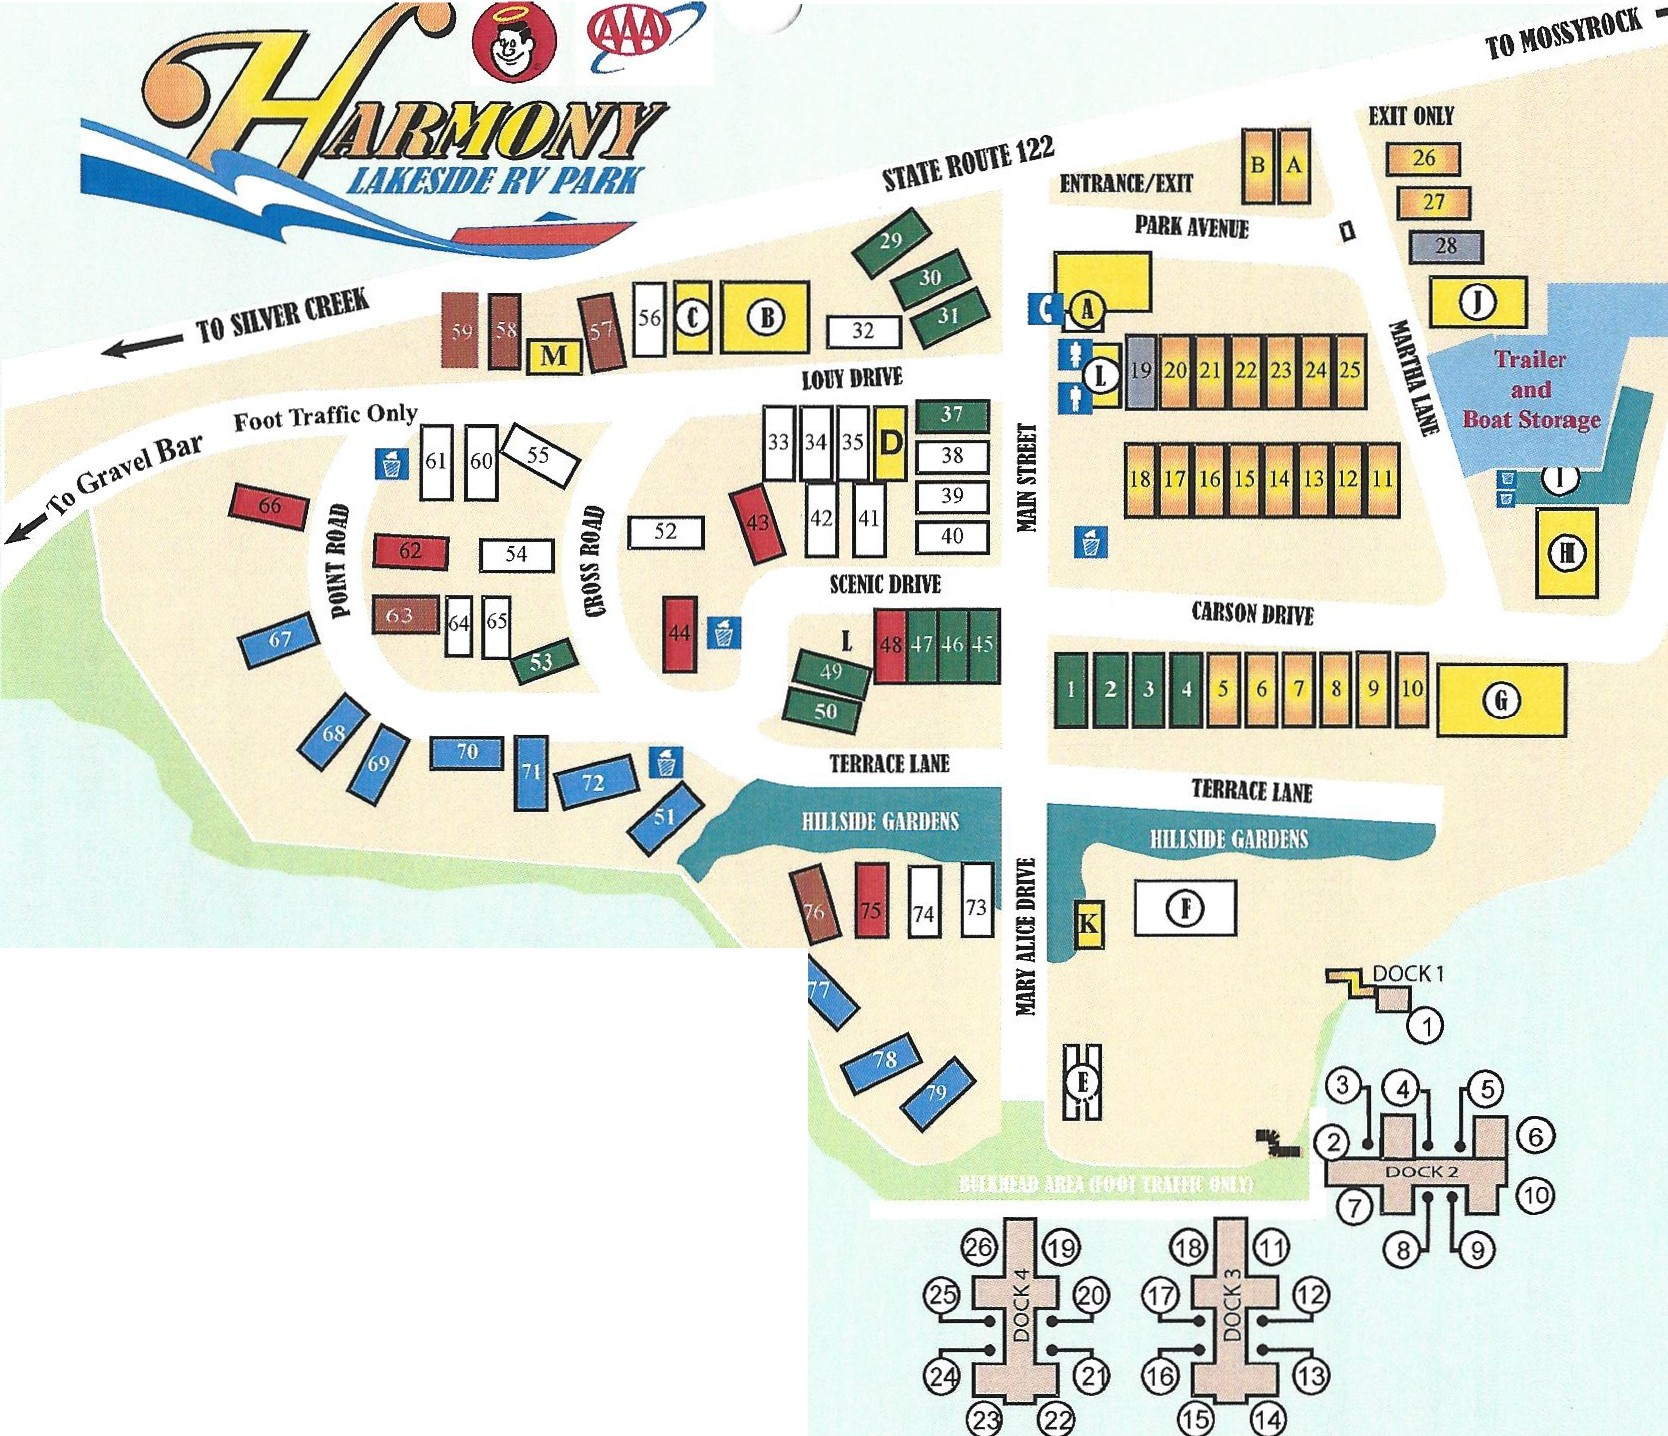 HARMONY
LAKESIDE RV PARK
AAA
TO MOSSYROCK
STATE ROUTE 122
TO SILVER CREEK
ENTRANCE/EXIT
EXIT ONLY
B
A
26
27
28
PARK AVENUE
29
30
31
59
58
M
57
56
C
B
32
A
J
L
19
20
21
22
23
24
25
MARTHA LANE
Trailer
and
Boat Storage
LOUY DRIVE
Foot Traffic Only
To Gravel Bar
61
60
55
33
34
35
D
37
38
39
40
42
41
43
MAIN STREET
18
17
16
15
14
13
12
11
I
H
66
62
54
52
POINT ROAD
CROSS ROAD
63
64
65
53
67
44
SCENIC DRIVE
CARSON DRIVE
L
48
47
46
45
49
50
1
2
3
4
5
6
7
8
9
10
G
68
69
70
71
72
51
TERRACE LANE
TERRACE LANE
HILLSIDE GARDENS
HILLSIDE GARDENS
76
75
74
73
MARY ALICE DRIVE
K
F
77
78
79
E
DOCK 1
1
3
4
5
2
6
DOCK 2
7
10
8
9
BULKHEAD AREA (FOOT TRAFFIC ONLY)
26
19
25
20
DOCK 4
24
21
23
22
18
11
17
12
DOCK 3
16
13
15
14